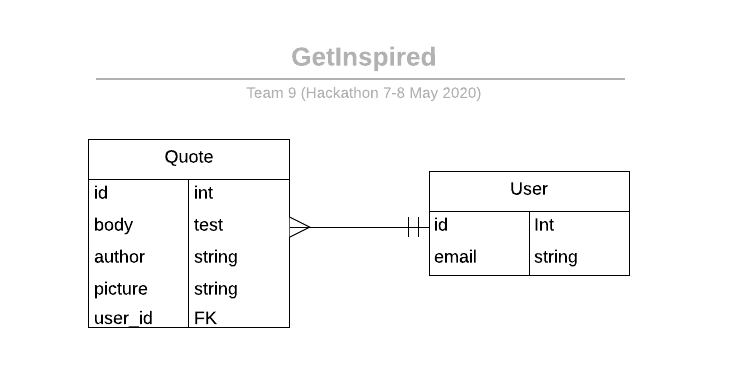 GetInspired
Team 9 (Hackathon 7-8 May 2020)
Quote
id int
body test
author string
picture string
user_id FK
User
id Int
email string